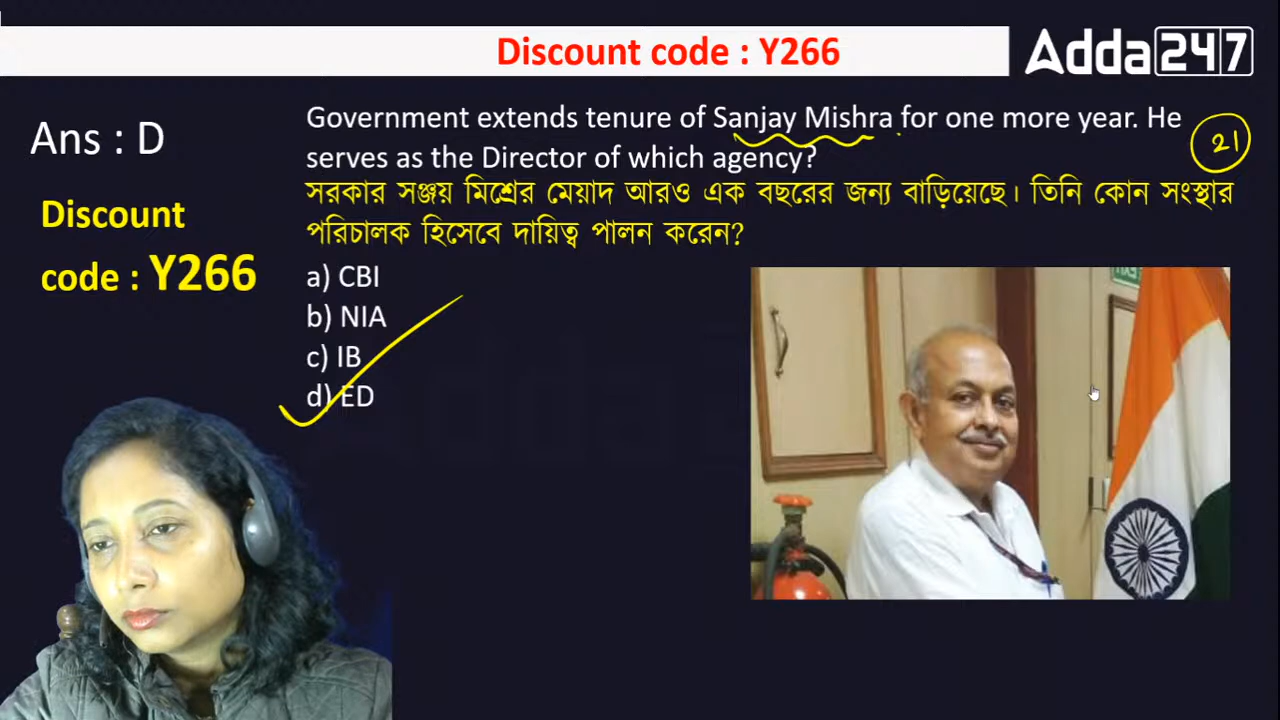 Discount code : Y266
Adda247
Ans : D
Government extends tenure of Sanjay Mishra for one more year. He
serves as the Director of which agency?
21
সরকার সঞ্জয় মিশ্রের মেয়াদ আরও এক বছরের জন্য বাড়িয়েছে। তিনি কোন সংস্থার
পরিচালক হিসেবে দায়িত্ব পালন করেন?
Discount
code : Y266
a) CBI
b) NIA
c) IB
d) ED